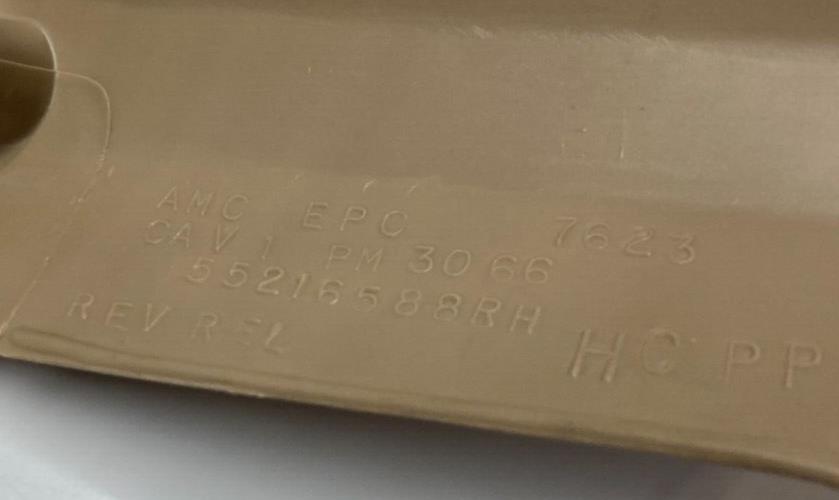 AMC EPC 7623
CAV 1 PM 3066
55216588RH
REV REL
HC PP